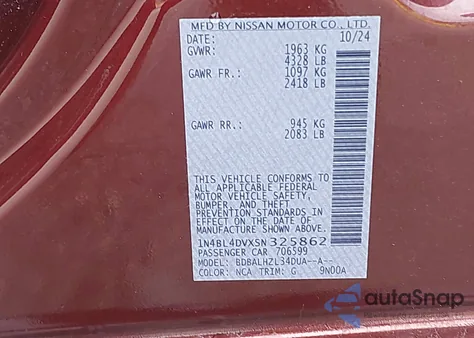 MFD BY NISSAN MOTOR CO., LTD.
DATE: 10/24
GVWR: 1963 KG
4328 LB
GAWR FR.: 1097 KG
2418 LB
GAWR RR.: 945 KG
2083 LB
THIS VEHICLE CONFORMS TO
ALL APPLICABLE FEDERAL
MOTOR VEHICLE SAFETY,
BUMPER, AND THEFT
PREVENTION STANDARDS
IN EFFECT ON THE DATE OF
MANUFACTURE SHOWN ABOVE.
1N4BL4DVXSN325862
PASSENGER CAR 706599
MODEL: BDBALHZL34DUA--A--
COLOR: NCA TRIM: G 9N00A
autoSnap